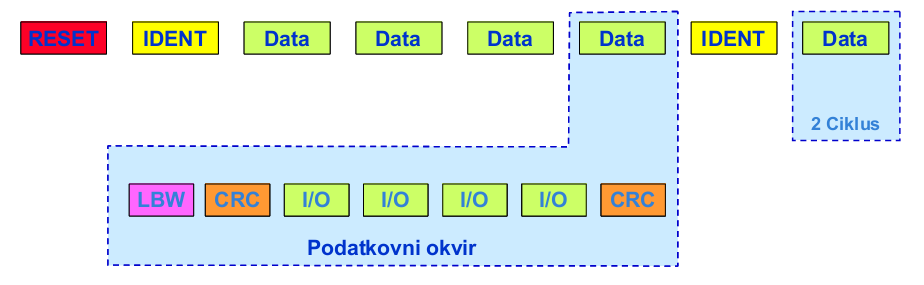 RESET IDENT Data Data Data Data IDENT Data
2 Ciklus
LBW CRC I/O I/O I/O I/O CRC
Podatkovni okvir